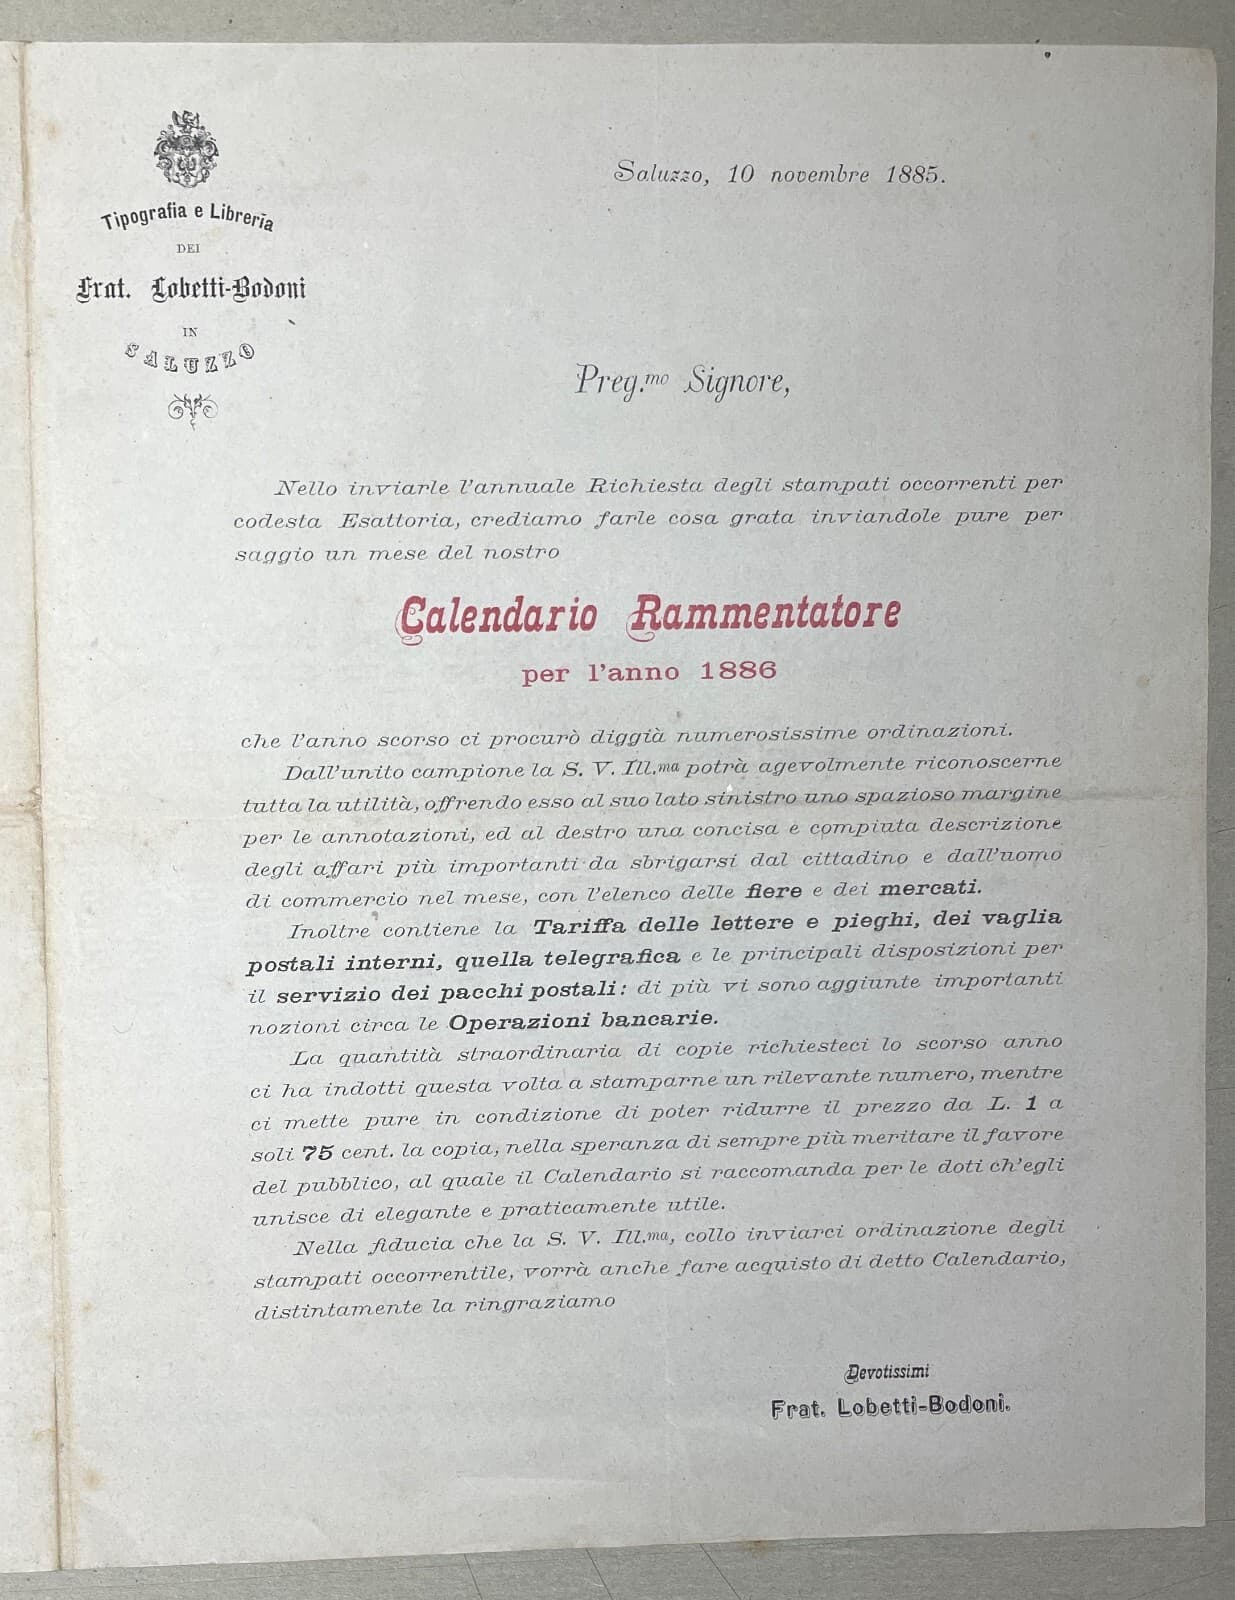 Tipografia e Libreria
DEI
Frat. Lobetti-Bodoni
IN
SALUZZO
Saluzzo, 10 novembre 1885.
Preg.mo Signore,
Nello inviarle l'annuale Richiesta degli stampati occorrenti per
codesta Esattoria, crediamo farle cosa grata inviandole pure per
saggio un mese del nostro
Calendario Rammentatore
per l'anno 1886
che l'anno scorso ci procurò diggià numerosissime ordinazioni.
Dall'unito campione la S. V. Ill.ma potrà agevolmente riconoscerne
tutta la utilità, offrendo esso al suo lato sinistro uno spazioso margine
per le annotazioni, ed al destro una concisa e compiuta descrizione
degli affari più importanti da sbrigarsi dal cittadino e dall'uomo
di commercio nel mese, con l'elenco delle fiere e dei mercati.
Inoltre contiene la Tariffa delle lettere e pieghi, dei vaglia
postali interni, quella telegrafica e le principali disposizioni per
il servizio dei pacchi postali: di più vi sono aggiunte importanti
nozioni circa le Operazioni bancarie.
La quantità straordinaria di copie richiesteci lo scorso anno
ci ha indotti questa volta a stamparne un rilevante numero, mentre
ci mette pure in condizione di poter ridurre il prezzo da L. 1 a
soli 75 cent. la copia, nella speranza di sempre più meritare il favore
del pubblico, al quale il Calendario si raccomanda per le doti ch'egli
unisce di elegante e praticamente utile.
Nella fiducia che la S. V. Ill.ma, collo inviarci ordinazione degli
stampati occorrentile, vorrà anche fare acquisto di detto Calendario,
distintamente la ringraziamo
Devotissimi
Frat. Lobetti-Bodoni.